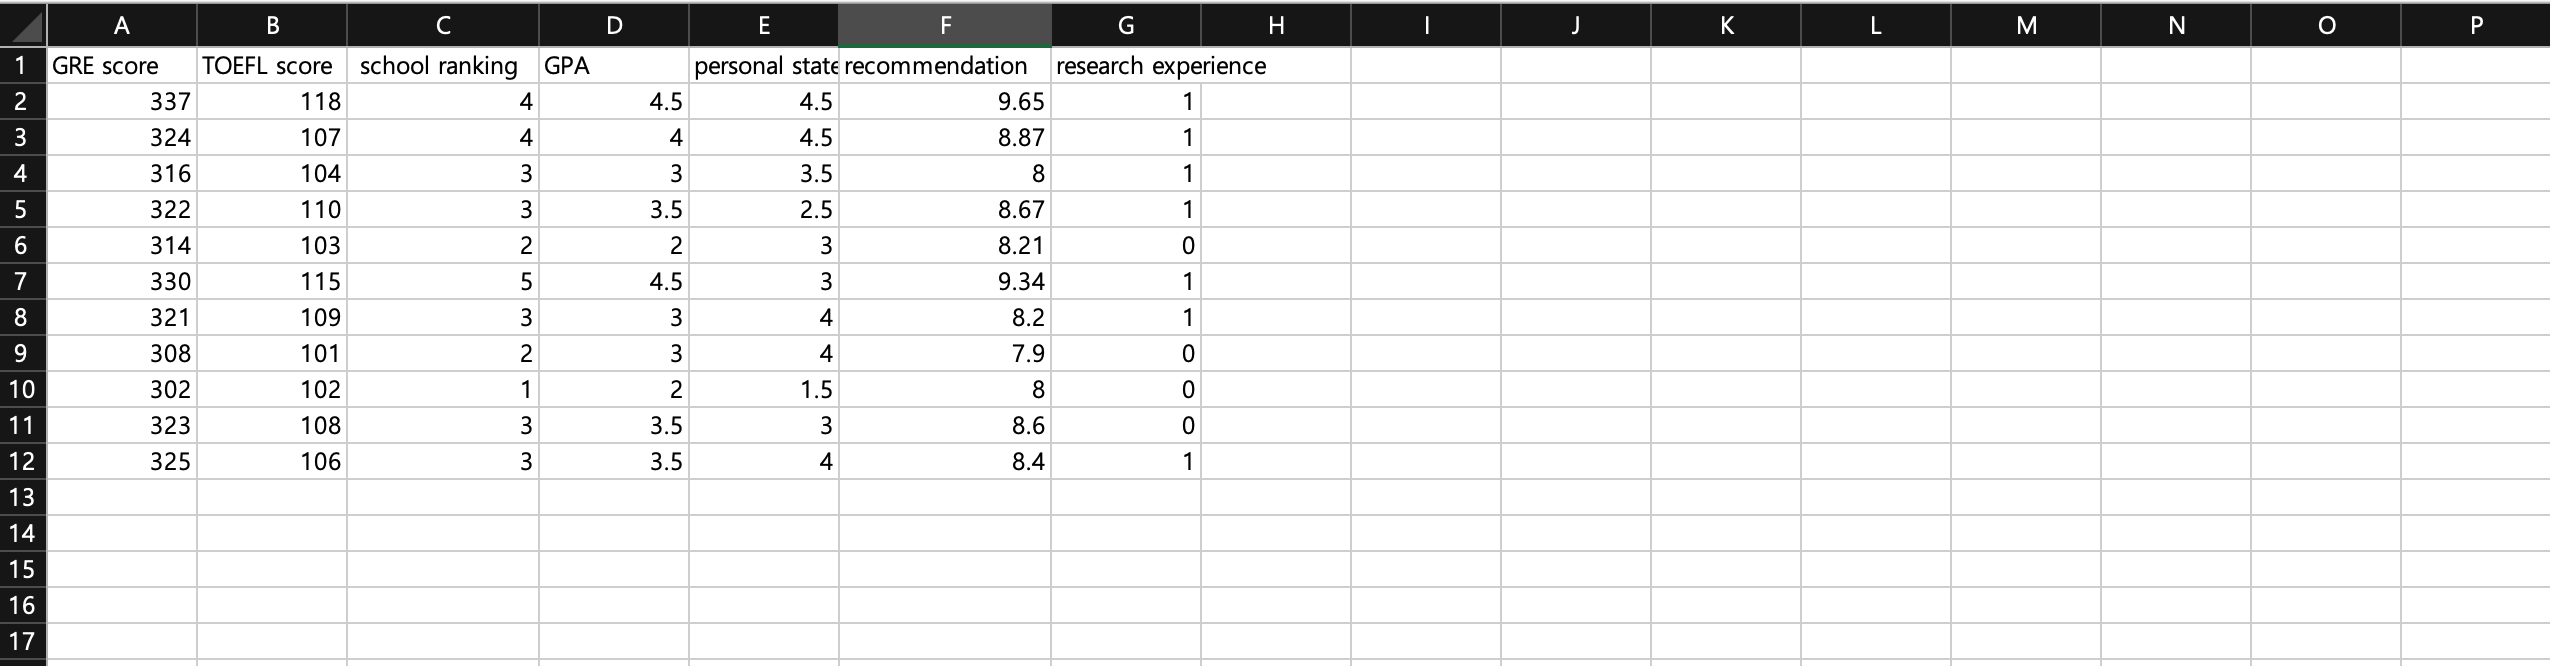 A B C D E F G H I J K L M N O P
1 GRE score TOEFL score school ranking GPA personal state recommendation research experience
2 337 118 4 4.5 4.5 9.65 1
3 324 107 4 4 4.5 8.87 1
4 316 104 3 3 3.5 8 1
5 322 110 3 3.5 2.5 8.67 1
6 314 103 2 2 3 8.21 0
7 330 115 5 4.5 3 9.34 1
8 321 109 3 3 4 8.2 1
9 308 101 2 3 4 7.9 0
10 302 102 1 2 1.5 8 0
11 323 108 3 3.5 3 8.6 0
12 325 106 3 3.5 4 8.4 1
13
14
15
16
17